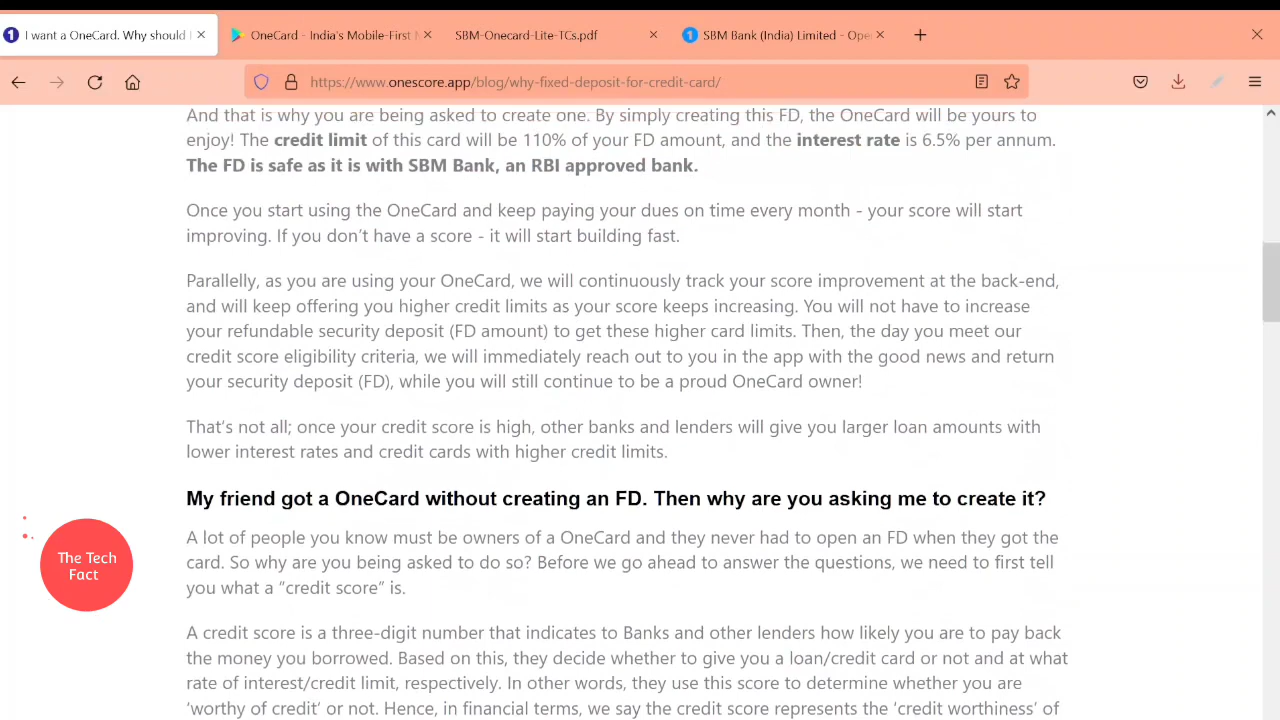 I want a OneCard. Why should I
OneCard - India's Mobile-First M
SBM-Onecard-Lite-TCs.pdf
SBM Bank (India) Limited - Ope
https://www.onescore.app/blog/why-fixed-deposit-for-credit-card/
And that is why you are being asked to create one. By simply creating this FD, the OneCard will be yours to
enjoy! The credit limit of this card will be 110% of your FD amount, and the interest rate is 6.5% per annum.
The FD is safe as it is with SBM Bank, an RBI approved bank.
Once you start using the OneCard and keep paying your dues on time every month - your score will start
improving. If you don't have a score - it will start building fast.
Parallelly, as you are using your OneCard, we will continuously track your score improvement at the back-end,
and will keep offering you higher credit limits as your score keeps increasing. You will not have to increase
your refundable security deposit (FD amount) to get these higher card limits. Then, the day you meet our
credit score eligibility criteria, we will immediately reach out to you in the app with the good news and return
your security deposit (FD), while you will still continue to be a proud OneCard owner!
That's not all; once your credit score is high, other banks and lenders will give you larger loan amounts with
lower interest rates and credit cards with higher credit limits.
My friend got a OneCard without creating an FD. Then why are you asking me to create it?
A lot of people you know must be owners of a OneCard and they never had to open an FD when they got the
card. So why are you being asked to do so? Before we go ahead to answer the questions, we need to first tell
you what a “credit score” is.
The Tech
Fact
A credit score is a three-digit number that indicates to Banks and other lenders how likely you are to pay back
the money you borrowed. Based on this, they decide whether to give you a loan/credit card or not and at what
rate of interest/credit limit, respectively. In other words, they use this score to determine whether you are
‘worthy of credit’ or not. Hence, in financial terms, we say the credit score represents the ‘credit worthiness’ of